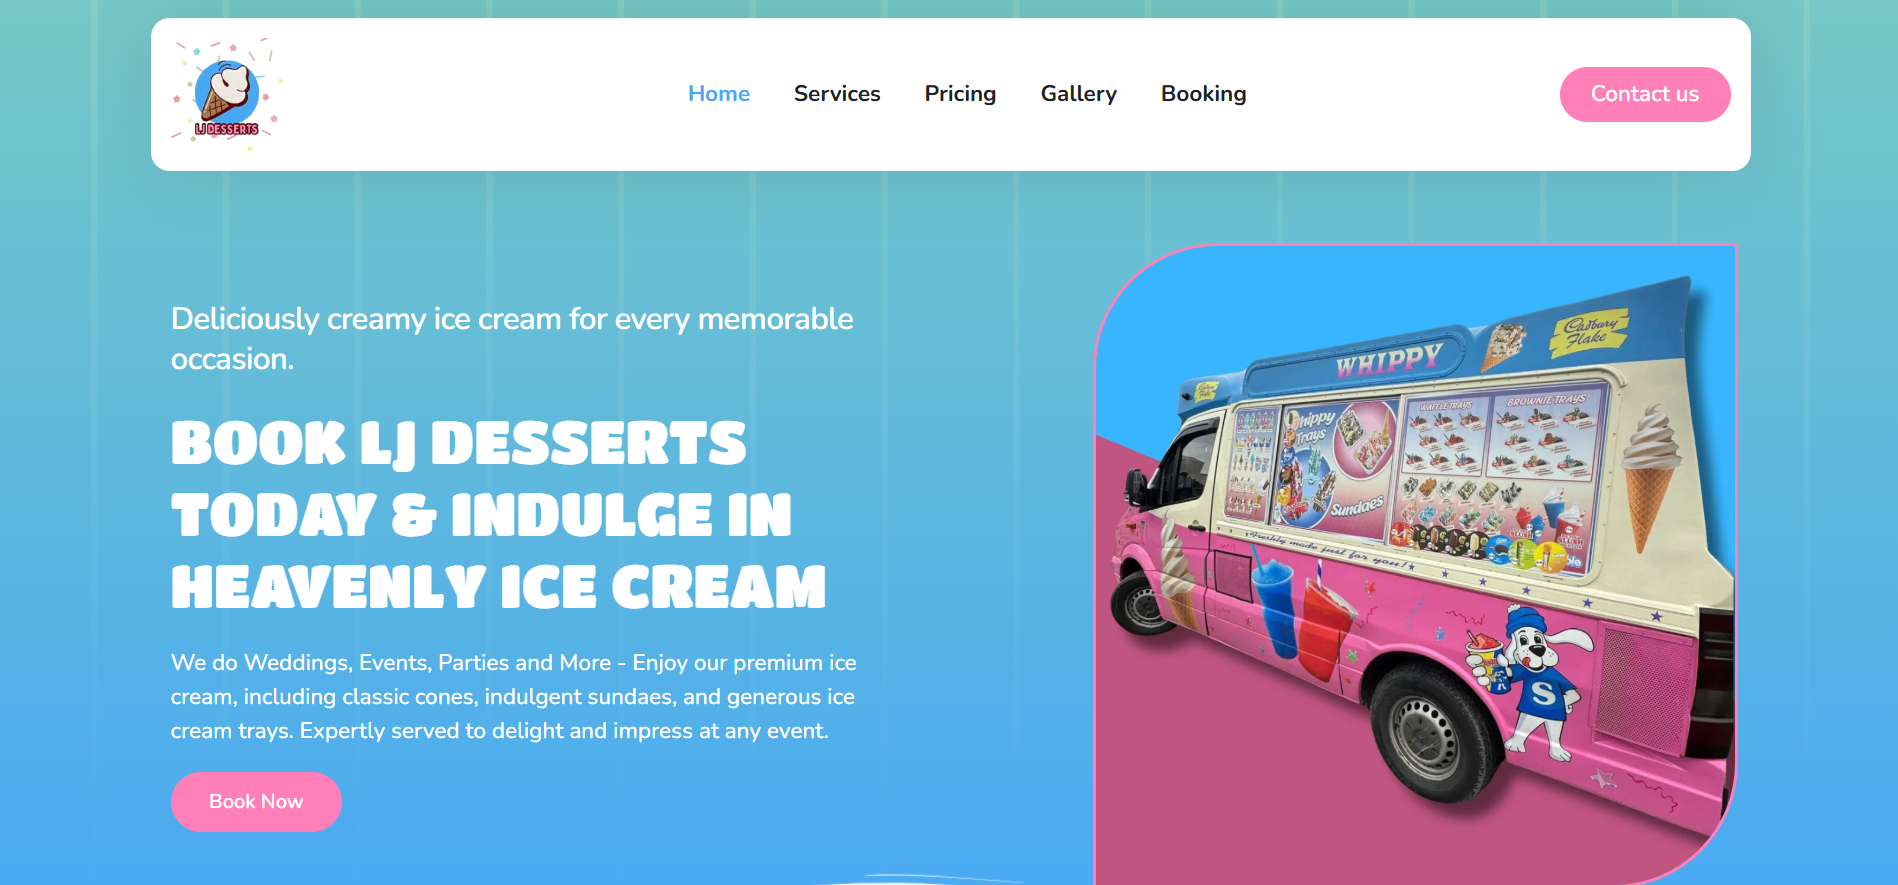 LJ DESSERTS
Home
Services
Pricing
Gallery
Booking
Contact us
Deliciously creamy ice cream for every memorable
occasion.
BOOK LJ DESSERTS
TODAY & INDULGE IN
HEAVENLY ICE CREAM
We do Weddings, Events, Parties and More - Enjoy our premium ice
cream, including classic cones, indulgent sundaes, and generous ice
cream trays. Expertly served to delight and impress at any event.
Book Now
WHIPPY
Cadbury
Flake
Whippy
Trays
Sundaes
WAFFLE TRAYS
BROWNIE TRAYS
Freshly made just for you!
S